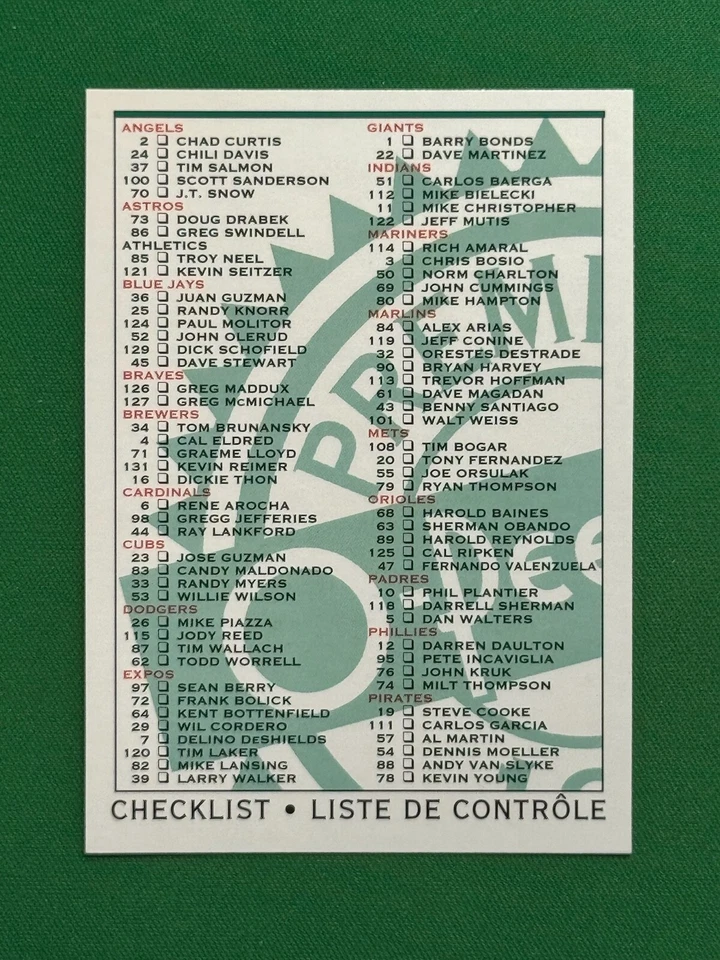 ANGELS
2 ❏ CHAD CURTIS
24 ❏ CHILI DAVIS
37 ❏ TIM SALMON
100 ❏ SCOTT SANDERSON
70 ❏ J.T. SNOW
ASTROS
73 ❏ DOUG DRABEK
86 ❏ GREG SWINDELL
ATHLETICS
85 ❏ TROY NEEL
121 ❏ KEVIN SEITZER
BLUE JAYS
36 ❏ JUAN GUZMAN
25 ❏ RANDY KNORR
124 ❏ PAUL MOLITOR
52 ❏ JOHN OLERUD
129 ❏ DICK SCHOFIELD
45 ❏ DAVE STEWART
BRAVES
126 ❏ GREG MADDUX
127 ❏ GREG McMICHAEL
BREWERS
34 ❏ TOM BRUNANSKY
4 ❏ CAL ELDRED
71 ❏ GRAEME LLOYD
131 ❏ KEVIN REIMER
16 ❏ DICKIE THON
CARDINALS
6 ❏ RENE AROCHA
98 ❏ GREGG JEFFERIES
44 ❏ RAY LANKFORD
CUBS
23 ❏ JOSE GUZMAN
83 ❏ CANDY MALDONADO
33 ❏ RANDY MYERS
53 ❏ WILLIE WILSON
DODGERS
26 ❏ MIKE PIAZZA
115 ❏ JODY REED
87 ❏ TIM WALLACH
62 ❏ TODD WORRELL
EXPOS
97 ❏ SEAN BERRY
72 ❏ FRANK BOLICK
64 ❏ KENT BOTTENFIELD
29 ❏ WIL CORDERO
7 ❏ DELINO DeSHIELDS
120 ❏ TIM LAKER
82 ❏ MIKE LANSING
39 ❏ LARRY WALKER
GIANTS
1 ❏ BARRY BONDS
22 ❏ DAVE MARTINEZ
INDIANS
51 ❏ CARLOS BAERGA
112 ❏ MIKE BIELECKI
11 ❏ MIKE CHRISTOPHER
122 ❏ JEFF MUTIS
MARINERS
114 ❏ RICH AMARAL
3 ❏ CHRIS BOSIO
50 ❏ NORM CHARLTON
69 ❏ JOHN CUMMINGS
80 ❏ MIKE HAMPTON
MARLINS
84 ❏ ALEX ARIAS
119 ❏ JEFF CONINE
32 ❏ ORESTES DESTRADE
90 ❏ BRYAN HARVEY
113 ❏ TREVOR HOFFMAN
61 ❏ DAVE MAGADAN
43 ❏ BENNY SANTIAGO
101 ❏ WALT WEISS
METS
108 ❏ TIM BOGAR
20 ❏ TONY FERNANDEZ
55 ❏ JOE ORSULAK
79 ❏ RYAN THOMPSON
ORIOLES
68 ❏ HAROLD BAINES
63 ❏ SHERMAN OBANDO
89 ❏ HAROLD REYNOLDS
125 ❏ CAL RIPKEN
47 ❏ FERNANDO VALENZUELA
PADRES
10 ❏ PHIL PLANTIER
118 ❏ DARRELL SHERMAN
5 ❏ DAN WALTERS
PHILLIES
12 ❏ DARREN DAULTON
95 ❏ PETE INCAVIGLIA
76 ❏ JOHN KRUK
74 ❏ MILT THOMPSON
PIRATES
19 ❏ STEVE COOKE
111 ❏ CARLOS GARCIA
57 ❏ AL MARTIN
54 ❏ DENNIS MOELLER
88 ❏ ANDY VAN SLYKE
78 ❏ KEVIN YOUNG
PREMI
O-Pee
CHECKLIST • LISTE DE CONTRÔLE